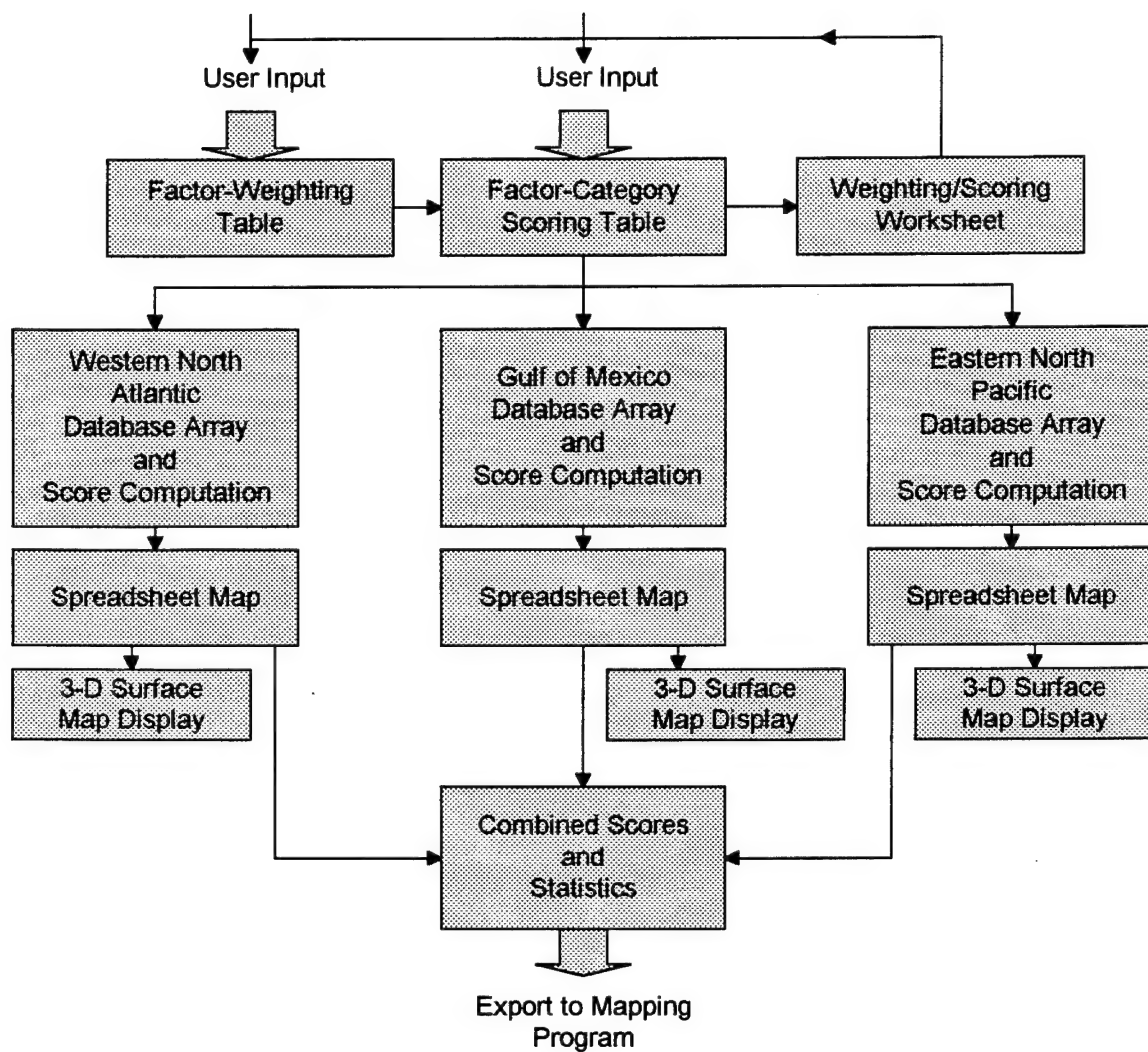 User Input
User Input
Factor-Weighting
Table
Factor-Category
Scoring Table
Weighting/Scoring
Worksheet
Western North
Atlantic
Database Array
and
Score Computation
Gulf of Mexico
Database Array
and
Score Computation
Eastern North
Pacific
Database Array
and
Score Computation
Spreadsheet Map
Spreadsheet Map
Spreadsheet Map
3-D Surface
Map Display
3-D Surface
Map Display
3-D Surface
Map Display
Combined Scores
and
Statistics
Export to Mapping
Program